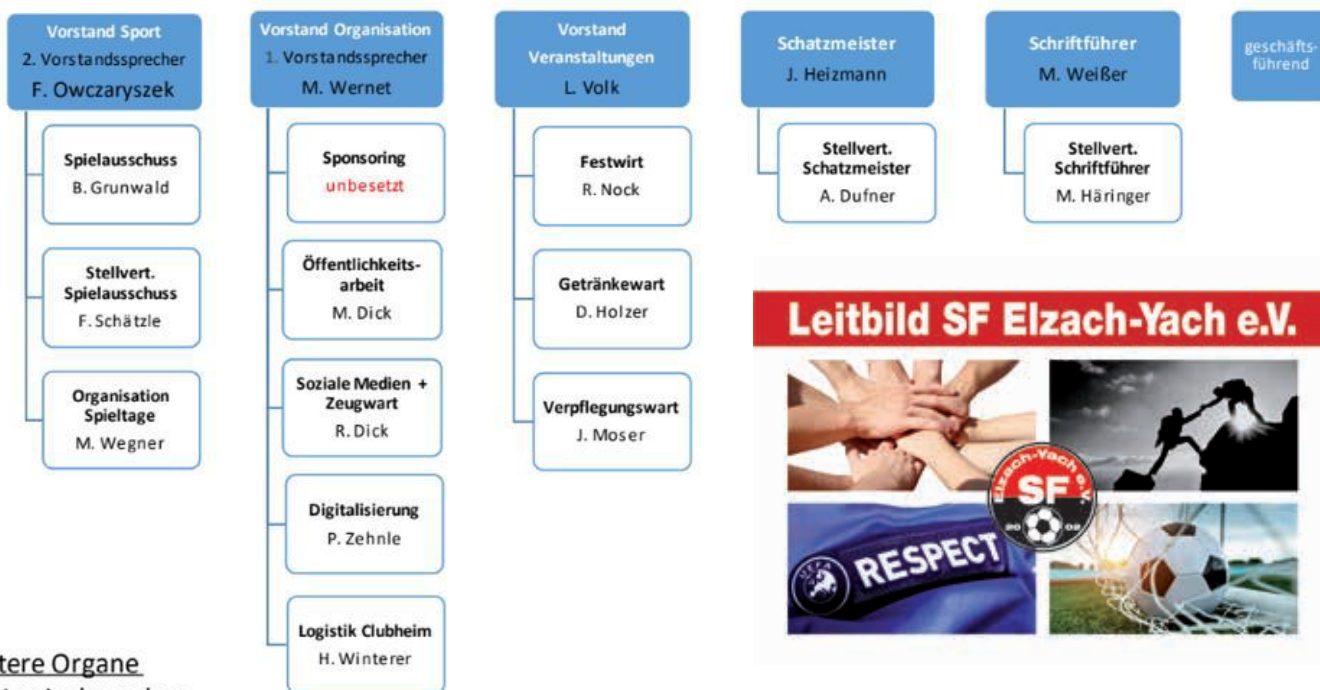 Vorstand Sport
2. Vorstandssprecher
F. Owczaryszek
Spielausschuss
B. Grunwald
Stellvert.
Spielausschuss
F. Schätzle
Organisation
Spieltage
M. Wegner
Vorstand Organisation
1. Vorstandssprecher
M. Wernet
Sponsoring
unbesetzt
Öffentlichkeits-
arbeit
M. Dick
Soziale Medien +
Zeugwart
R. Dick
Digitalisierung
P. Zehnle
Logistik Clubheim
H. Winterer
Vorstand
Veranstaltungen
L. Volk
Festwirt
R. Nock
Getränkewart
D. Holzer
Verpflegungswart
J. Moser
Schatzmeister
J. Heizmann
Stellvert.
Schatzmeister
A. Dufner
Schriftführer
M. Weißer
Stellvert.
Schriftführer
M. Häringer
geschäfts-
führend
Leitbild SF Elzach-Yach e.V.
Elzach-Yach e.V.
SF
20 02
UEFA
RESPECT
tere Organe